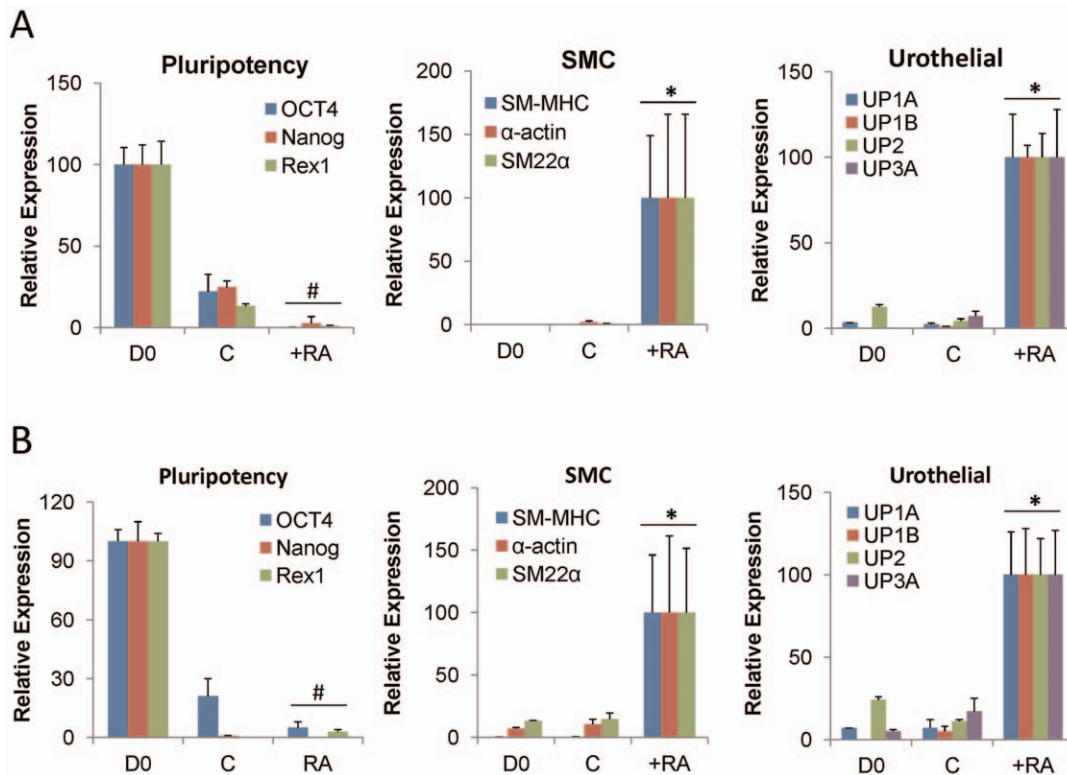 A
Pluripotency
Relative Expression
150
100
50
0
OCT4
Nanog
Rex1
#
D0 C +RA
SMC
Relative Expression
200
150
100
50
0
SM-MHC
α-actin
SM22α
*
D0 C +RA
Urothelial
Relative Expression
150
100
50
0
UP1A
UP1B
UP2
UP3A
*
D0 C +RA
B
Pluripotency
Relative Expression
120
90
60
30
0
OCT4
Nanog
Rex1
#
D0 C RA
SMC
Relative Expression
200
150
100
50
0
SM-MHC
α-actin
SM22α
*
D0 C +RA
Urothelial
Relative Expression
150
100
50
0
UP1A
UP1B
UP2
UP3A
*
D0 C +RA